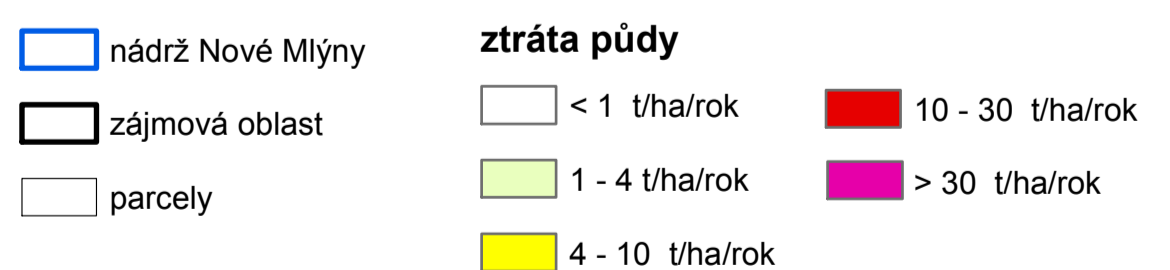 nádrž Nové Mlýny
zájmová oblast
parcely
ztráta půdy
< 1 t/ha/rok
1 - 4 t/ha/rok
4 - 10 t/ha/rok
10 - 30 t/ha/rok
> 30 t/ha/rok